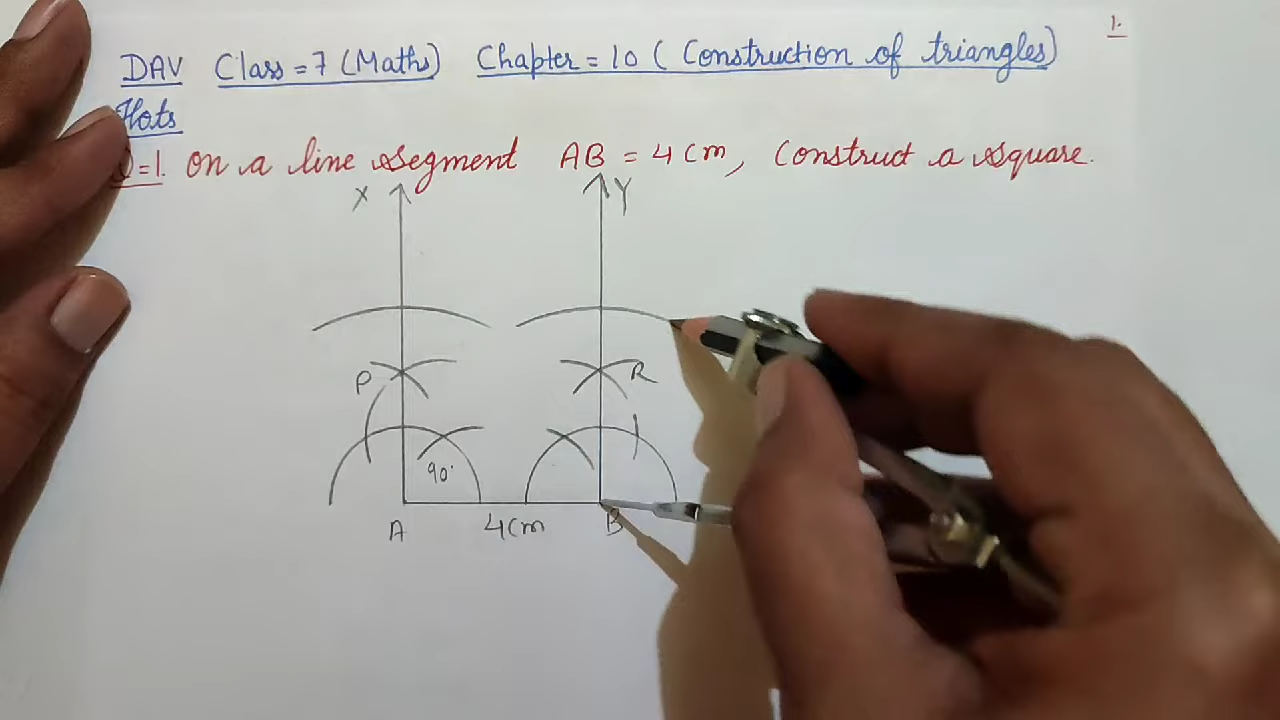 1.
DAV Class = 7 (Maths) Chapter = 10 (Construction of triangles)
Hots
Q=1. On a line segment AB = 4 Cm, Construct a square.
X Y
P R
90°
A 4Cm B